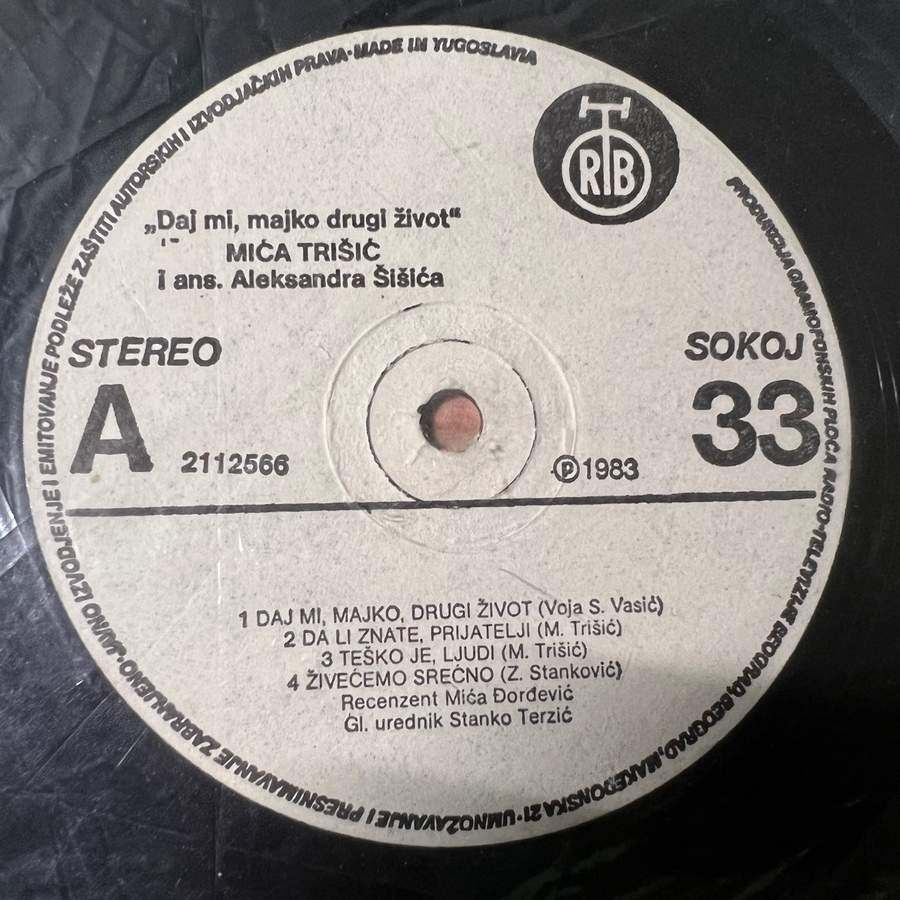 PRODUKCIJA GRAMOFONSKIH PLOČA RADIO-TELEVIZIJE BEOGRAD, BEOGRAD, MAKEDONSKA 21 · UMNOŽAVANJE I PRESNIMAVANJE ZABRANJENO · JAVNO IZVODJENJE I EMITOVANJE PODLEŽE ZAŠTITI AUTORSKIH I IZVODJAČKIH PRAVA · MADE IN YUGOSLAVIA
RTB
„Daj mi, majko drugi život“
MIĆA TRIŠIĆ
i ans. Aleksandra Šišića
STEREO
SOKOJ
A
33
2112566
℗1983
1 DAJ MI, MAJKO, DRUGI ŽIVOT (Voja S. Vasić)
2 DA LI ZNATE, PRIJATELJI (M. Trišić)
3 TEŠKO JE, LJUDI (M. Trišić)
4 ŽIVEĆEMO SREĆNO (Z. Stanković)
Recenzent Mića Đorđević
Gl. urednik Stanko Terzić